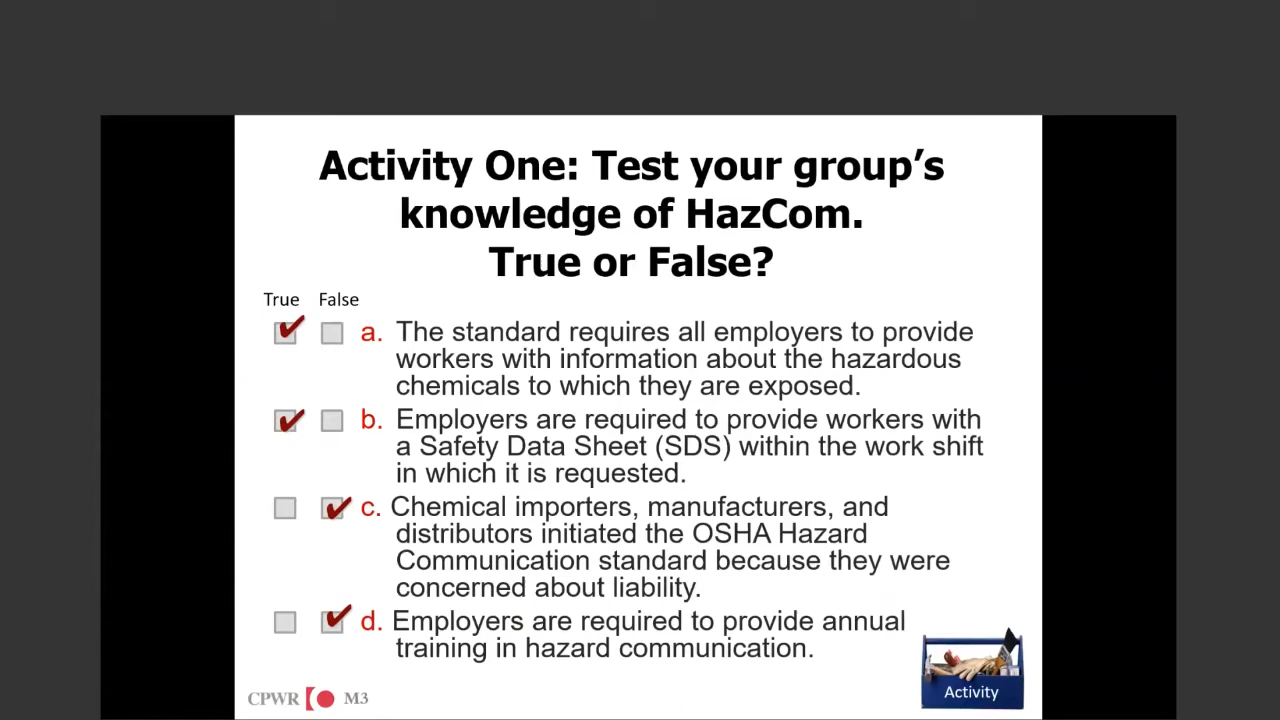 Activity One: Test your group’s
knowledge of HazCom.
True or False?
True False
a. The standard requires all employers to provide
workers with information about the hazardous
chemicals to which they are exposed.
b. Employers are required to provide workers with
a Safety Data Sheet (SDS) within the work shift
in which it is requested.
c. Chemical importers, manufacturers, and
distributors initiated the OSHA Hazard
Communication standard because they were
concerned about liability.
d. Employers are required to provide annual
training in hazard communication.
Activity
CPWR M3